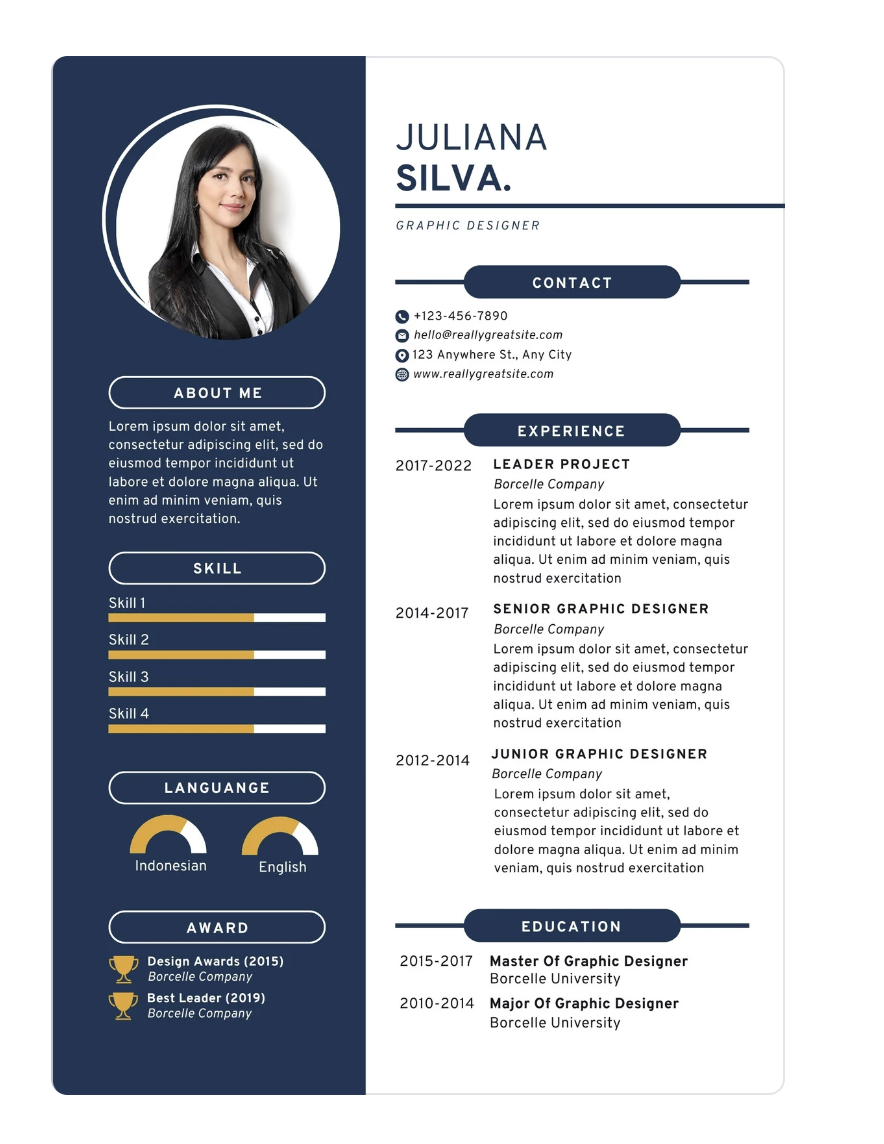 JULIANA
SILVA.
GRAPHIC DESIGNER
ABOUT ME
Lorem ipsum dolor sit amet,
consectetur adipiscing elit, sed do
eiusmod tempor incididunt ut
labore et dolore magna aliqua. Ut
enim ad minim veniam, quis
nostrud exercitation.
SKILL
Skill 1
Skill 2
Skill 3
Skill 4
LANGUANGE
Indonesian
English
AWARD
Design Awards (2015)
Borcelle Company
Best Leader (2019)
Borcelle Company
CONTACT
+123-456-7890
hello@reallygreatsite.com
123 Anywhere St., Any City
www.reallygreatsite.com
EXPERIENCE
2017-2022 LEADER PROJECT
Borcelle Company
Lorem ipsum dolor sit amet, consectetur
adipiscing elit, sed do eiusmod tempor
incididunt ut labore et dolore magna
aliqua. Ut enim ad minim veniam, quis
nostrud exercitation
2014-2017 SENIOR GRAPHIC DESIGNER
Borcelle Company
Lorem ipsum dolor sit amet, consectetur
adipiscing elit, sed do eiusmod tempor
incididunt ut labore et dolore magna
aliqua. Ut enim ad minim veniam, quis
nostrud exercitation
2012-2014 JUNIOR GRAPHIC DESIGNER
Borcelle Company
Lorem ipsum dolor sit amet,
consectetur adipiscing elit, sed do
eiusmod tempor incididunt ut labore et
dolore magna aliqua. Ut enim ad minim
veniam, quis nostrud exercitation
EDUCATION
2015-2017 Master Of Graphic Designer
Borcelle University
2010-2014 Major Of Graphic Designer
Borcelle University